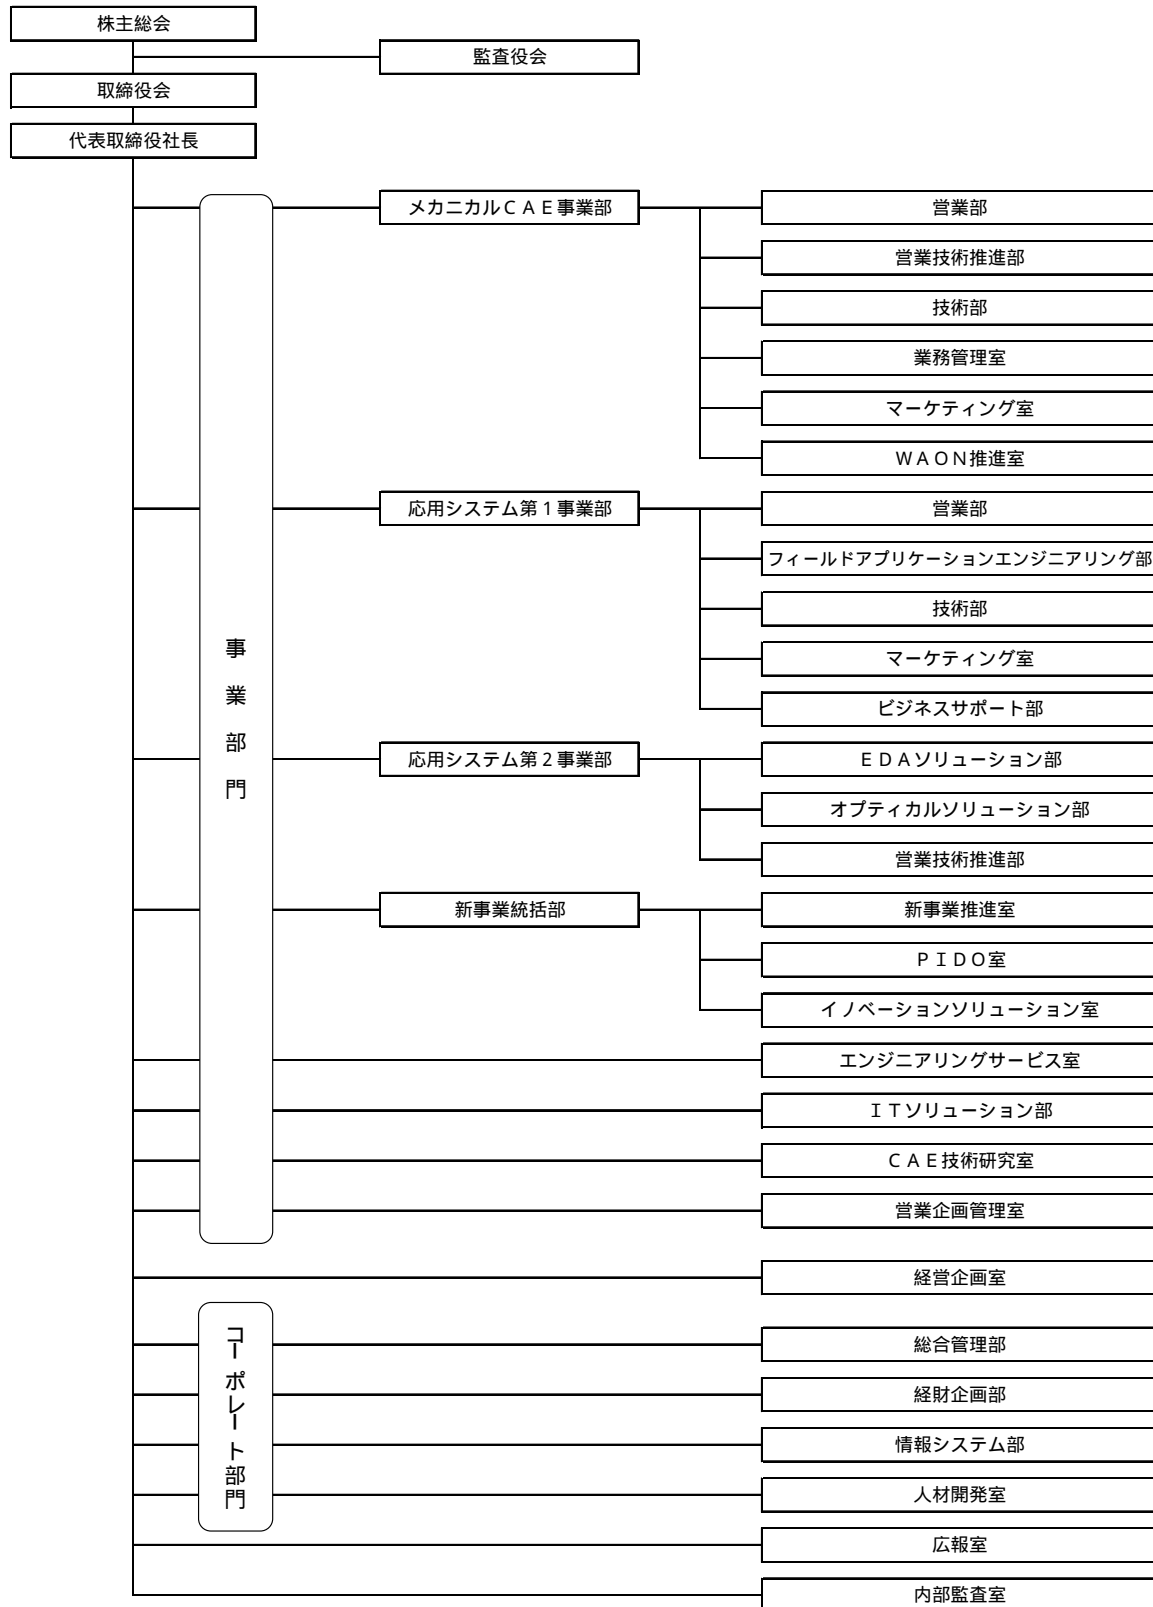 株主総会
監査役会
取締役会
代表取締役社長
事業部門
メカニカルＣＡＥ事業部
営業部
営業技術推進部
技術部
業務管理室
マーケティング室
ＷＡＯＮ推進室
応用システム第１事業部
営業部
フィールドアプリケーションエンジニアリング部
技術部
マーケティング室
ビジネスサポート部
応用システム第２事業部
ＥＤＡソリューション部
オプティカルソリューション部
営業技術推進部
新事業統括部
新事業推進室
ＰＩＤＯ室
イノベーションソリューション室
エンジニアリングサービス室
ＩＴソリューション部
ＣＡＥ技術研究室
営業企画管理室
経営企画室
コーポレート部門
総合管理部
経財企画部
情報システム部
人材開発室
広報室
内部監査室